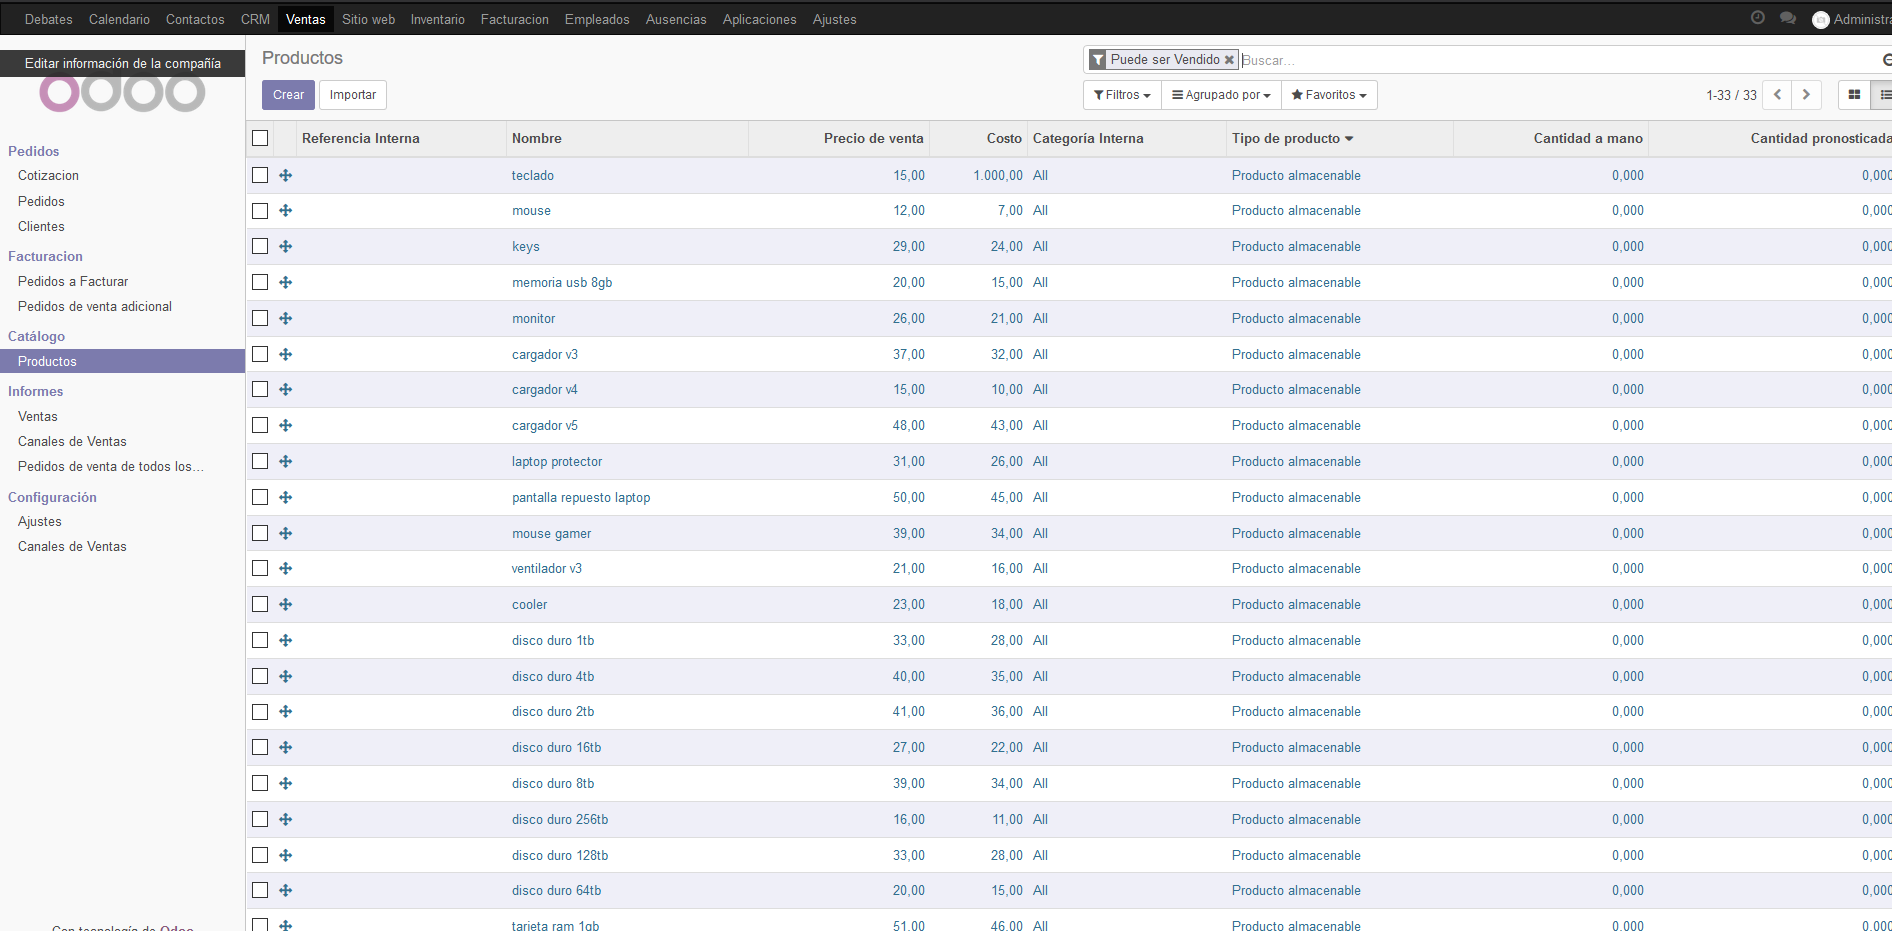 Debates Calendario Contactos CRM Ventas Sitio web Inventario Facturacion Empleados Ausencias Aplicaciones Ajustes
Editar información de la compañía
odoo
Pedidos
Cotizacion
Pedidos
Clientes
Facturacion
Pedidos a Facturar
Pedidos de venta adicional
Catálogo
Productos
Informes
Ventas
Canales de Ventas
Pedidos de venta de todos los...
Configuración
Ajustes
Canales de Ventas
Con tecnología de Odoo
Productos
Puede ser Vendido Buscar...
Crear Importar
Filtros Agrupado por Favoritos 1-33 / 33
Referencia Interna Nombre Precio de venta Costo Categoría Interna Tipo de producto Cantidad a mano Cantidad pronosticada
teclado 15,00 1.000,00 All Producto almacenable 0,000 0,000
mouse 12,00 7,00 All Producto almacenable 0,000 0,000
keys 29,00 24,00 All Producto almacenable 0,000 0,000
memoria usb 8gb 20,00 15,00 All Producto almacenable 0,000 0,000
monitor 26,00 21,00 All Producto almacenable 0,000 0,000
cargador v3 37,00 32,00 All Producto almacenable 0,000 0,000
cargador v4 15,00 10,00 All Producto almacenable 0,000 0,000
cargador v5 48,00 43,00 All Producto almacenable 0,000 0,000
laptop protector 31,00 26,00 All Producto almacenable 0,000 0,000
pantalla repuesto laptop 50,00 45,00 All Producto almacenable 0,000 0,000
mouse gamer 39,00 34,00 All Producto almacenable 0,000 0,000
ventilador v3 21,00 16,00 All Producto almacenable 0,000 0,000
cooler 23,00 18,00 All Producto almacenable 0,000 0,000
disco duro 1tb 33,00 28,00 All Producto almacenable 0,000 0,000
disco duro 4tb 40,00 35,00 All Producto almacenable 0,000 0,000
disco duro 2tb 41,00 36,00 All Producto almacenable 0,000 0,000
disco duro 16tb 27,00 22,00 All Producto almacenable 0,000 0,000
disco duro 8tb 39,00 34,00 All Producto almacenable 0,000 0,000
disco duro 256tb 16,00 11,00 All Producto almacenable 0,000 0,000
disco duro 128tb 33,00 28,00 All Producto almacenable 0,000 0,000
disco duro 64tb 20,00 15,00 All Producto almacenable 0,000 0,000
tarjeta ram 1gb 51,00 46,00 All Producto almacenable 0,000 0,000